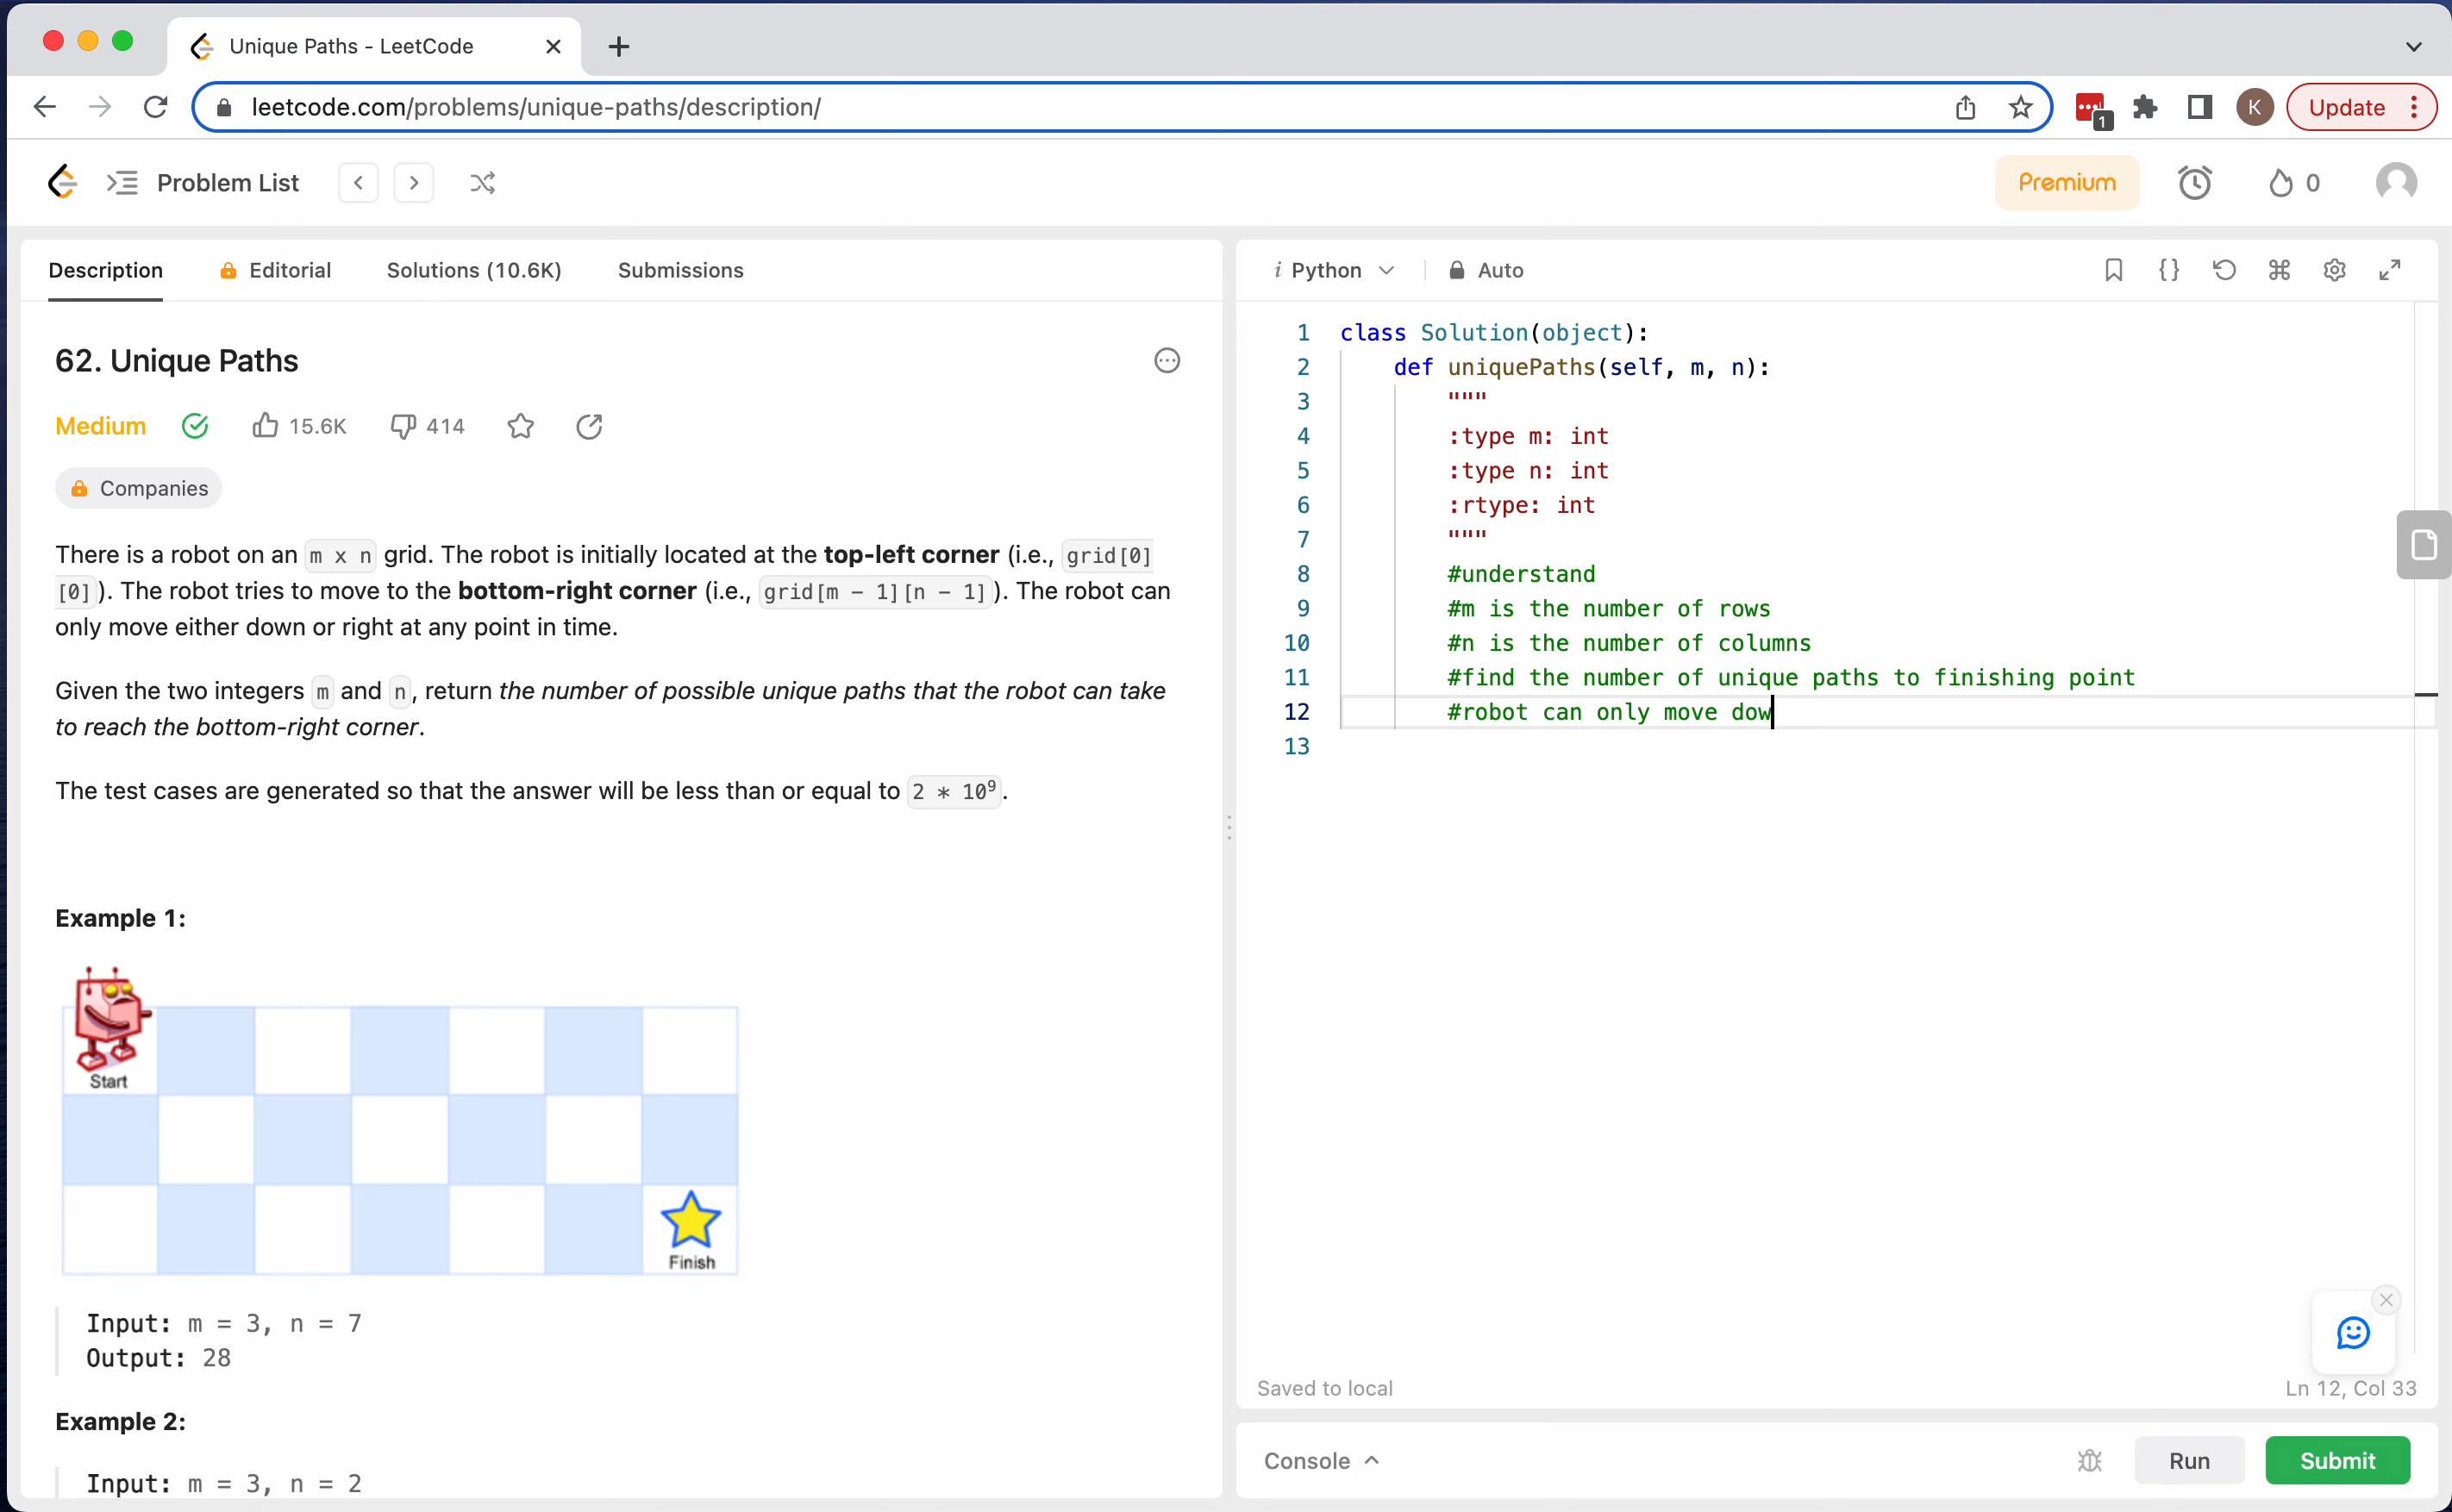 Unique Paths - LeetCode
leetcode.com/problems/unique-paths/description/
1
K
Update
Problem List
Premium
0
Description
Editorial
Solutions (10.6K)
Submissions
62. Unique Paths
Medium
15.6K
414
Companies
There is a robot on an m x n grid. The robot is initially located at the top-left corner (i.e., grid[0]
[0]). The robot tries to move to the bottom-right corner (i.e., grid[m - 1][n - 1]). The robot can
only move either down or right at any point in time.
Given the two integers m and n, return the number of possible unique paths that the robot can take
to reach the bottom-right corner.
The test cases are generated so that the answer will be less than or equal to 2 * 10⁹.
Example 1:
Start
Finish
Input: m = 3, n = 7
Output: 28
Example 2:
Input: m = 3, n = 2
i Python
Auto
1 class Solution(object):
2 def uniquePaths(self, m, n):
3 """
4 :type m: int
5 :type n: int
6 :rtype: int
7 """
8 #understand
9 #m is the number of rows
10 #n is the number of columns
11 #find the number of unique paths to finishing point
12 #robot can only move dow
13
Saved to local
Ln 12, Col 33
Console
Run
Submit